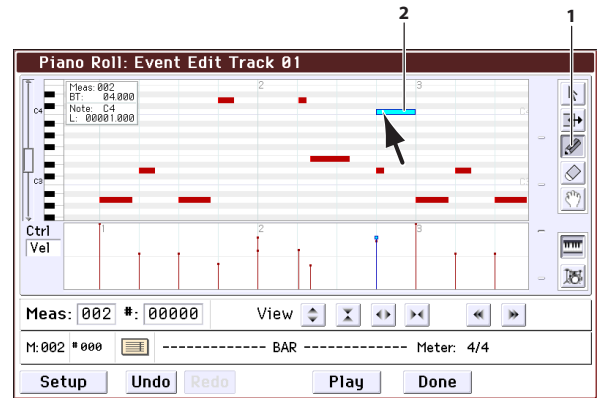 2
1
Piano Roll: Event Edit Track 01
Meas: 002
BT: 04.000
Note: C4
L: 00001.000
2
3
C4
C4
C3
C3
Ctrl
Vel
1
2
3
Meas: 002 #: 00000 View
M:002 #000 --------------- BAR --------------- Meter: 4/4
Setup Undo Redo Play Done